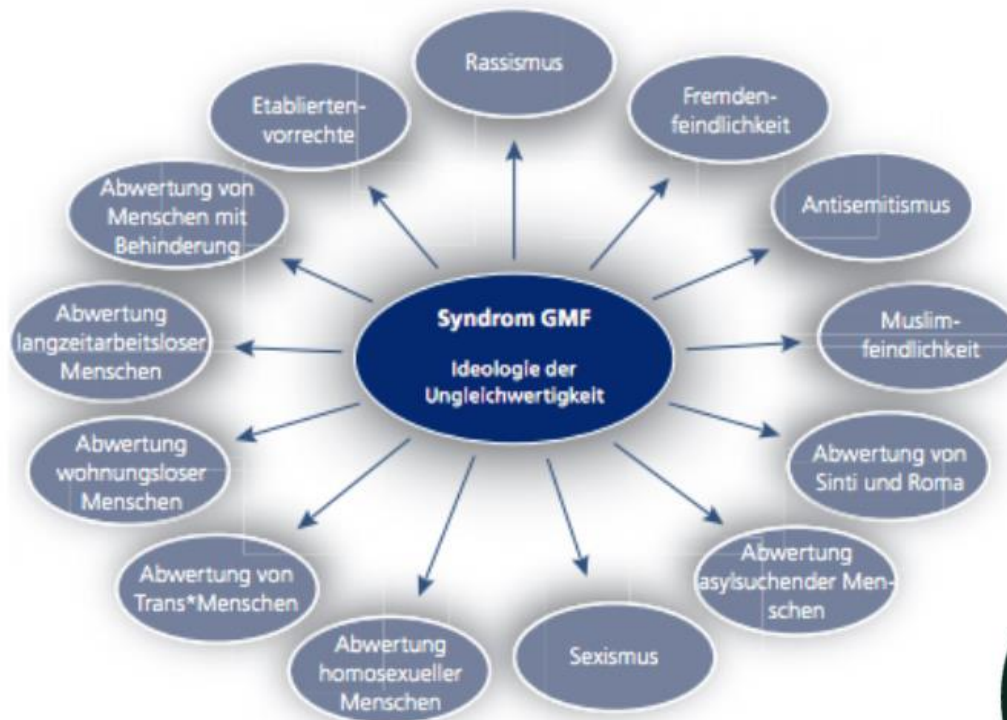 Rassismus
Fremden-
feindlichkeit
Antisemitismus
Muslim-
feindlichkeit
Abwertung von
Sinti und Roma
Abwertung
asylsuchender Men-
schen
Sexismus
Abwertung
homosexueller
Menschen
Abwertung von
Trans*Menschen
Abwertung
wohnungsloser
Menschen
Abwertung
langzeitarbeitsloser
Menschen
Abwertung von
Menschen mit
Behinderung
Etablierten-
vorrechte
Syndrom GMF
Ideologie der
Ungleichwertigkeit